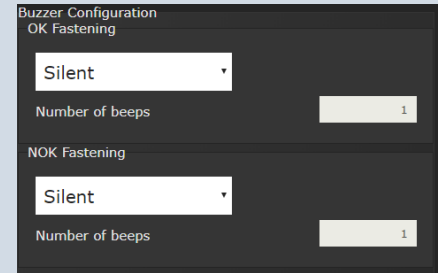 Buzzer Configuration
OK Fastening
Silent
Number of beeps 1
NOK Fastening
Silent
Number of beeps 1